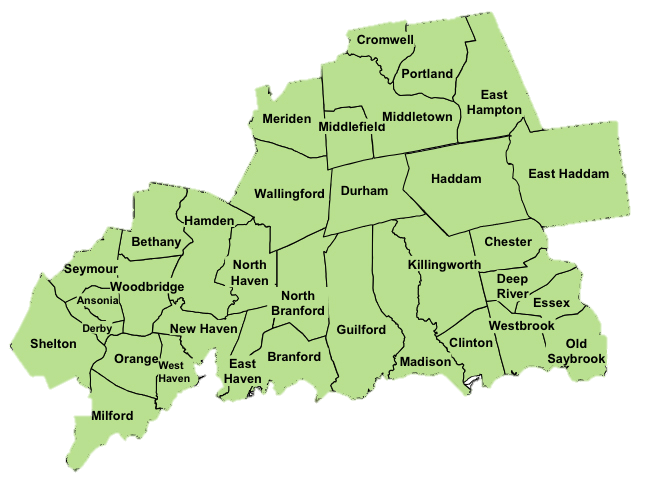 Cromwell
Portland
East
Hampton
Meriden
Middlefield
Middletown
Wallingford
Durham
Haddam
East Haddam
Hamden
Bethany
North
Haven
Chester
Seymour
Woodbridge
Killingworth
Ansonia
Deep
River
Essex
North
Branford
Derby
New Haven
Guilford
Westbrook
Shelton
Orange
West
Haven
East
Haven
Branford
Madison
Clinton
Old
Saybrook
Milford